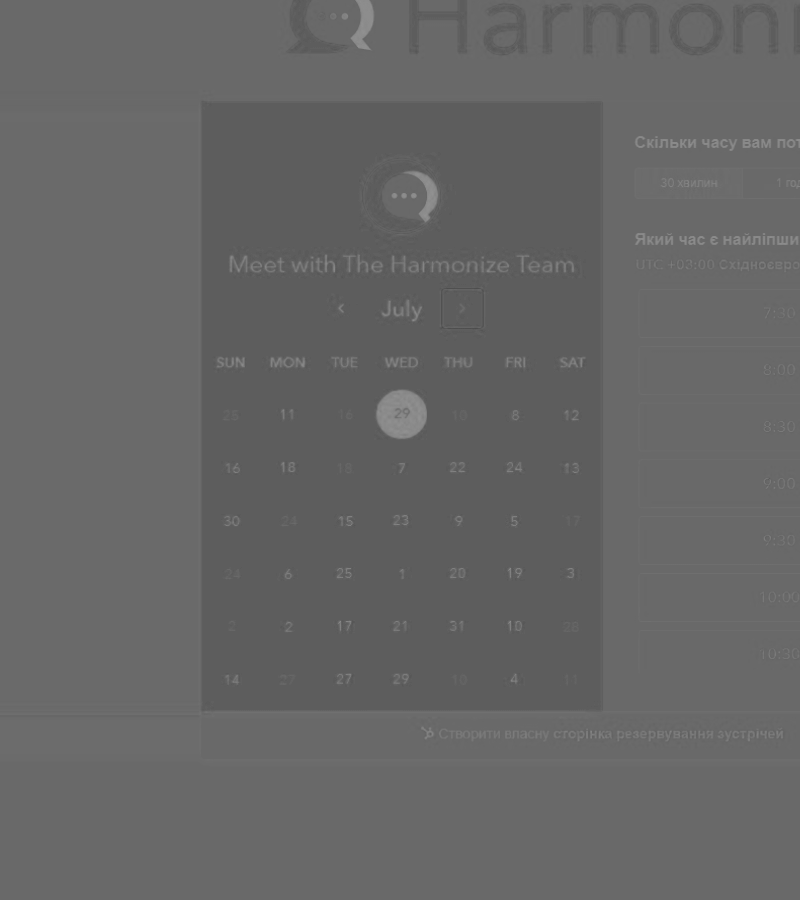 Harmoni
Meet with The Harmonize Team
July
SUN MON TUE WED THU FRI SAT
28 11 16 29 10 8 12
16 18 18 7 22 24 13
30 24 15 23 9 5 17
24 6 25 1 20 19 3
2 2 17 21 31 10
14 27 27 29 10 4 11
Скільки часу вам пот
30 хвилин 1 год
Який час є найліпши
UTC +03:00 Східноєвро
7:30
8:00
8:30
9:00
9:30
10:00
10:30
Створити власну сторінка резервування зустрічей